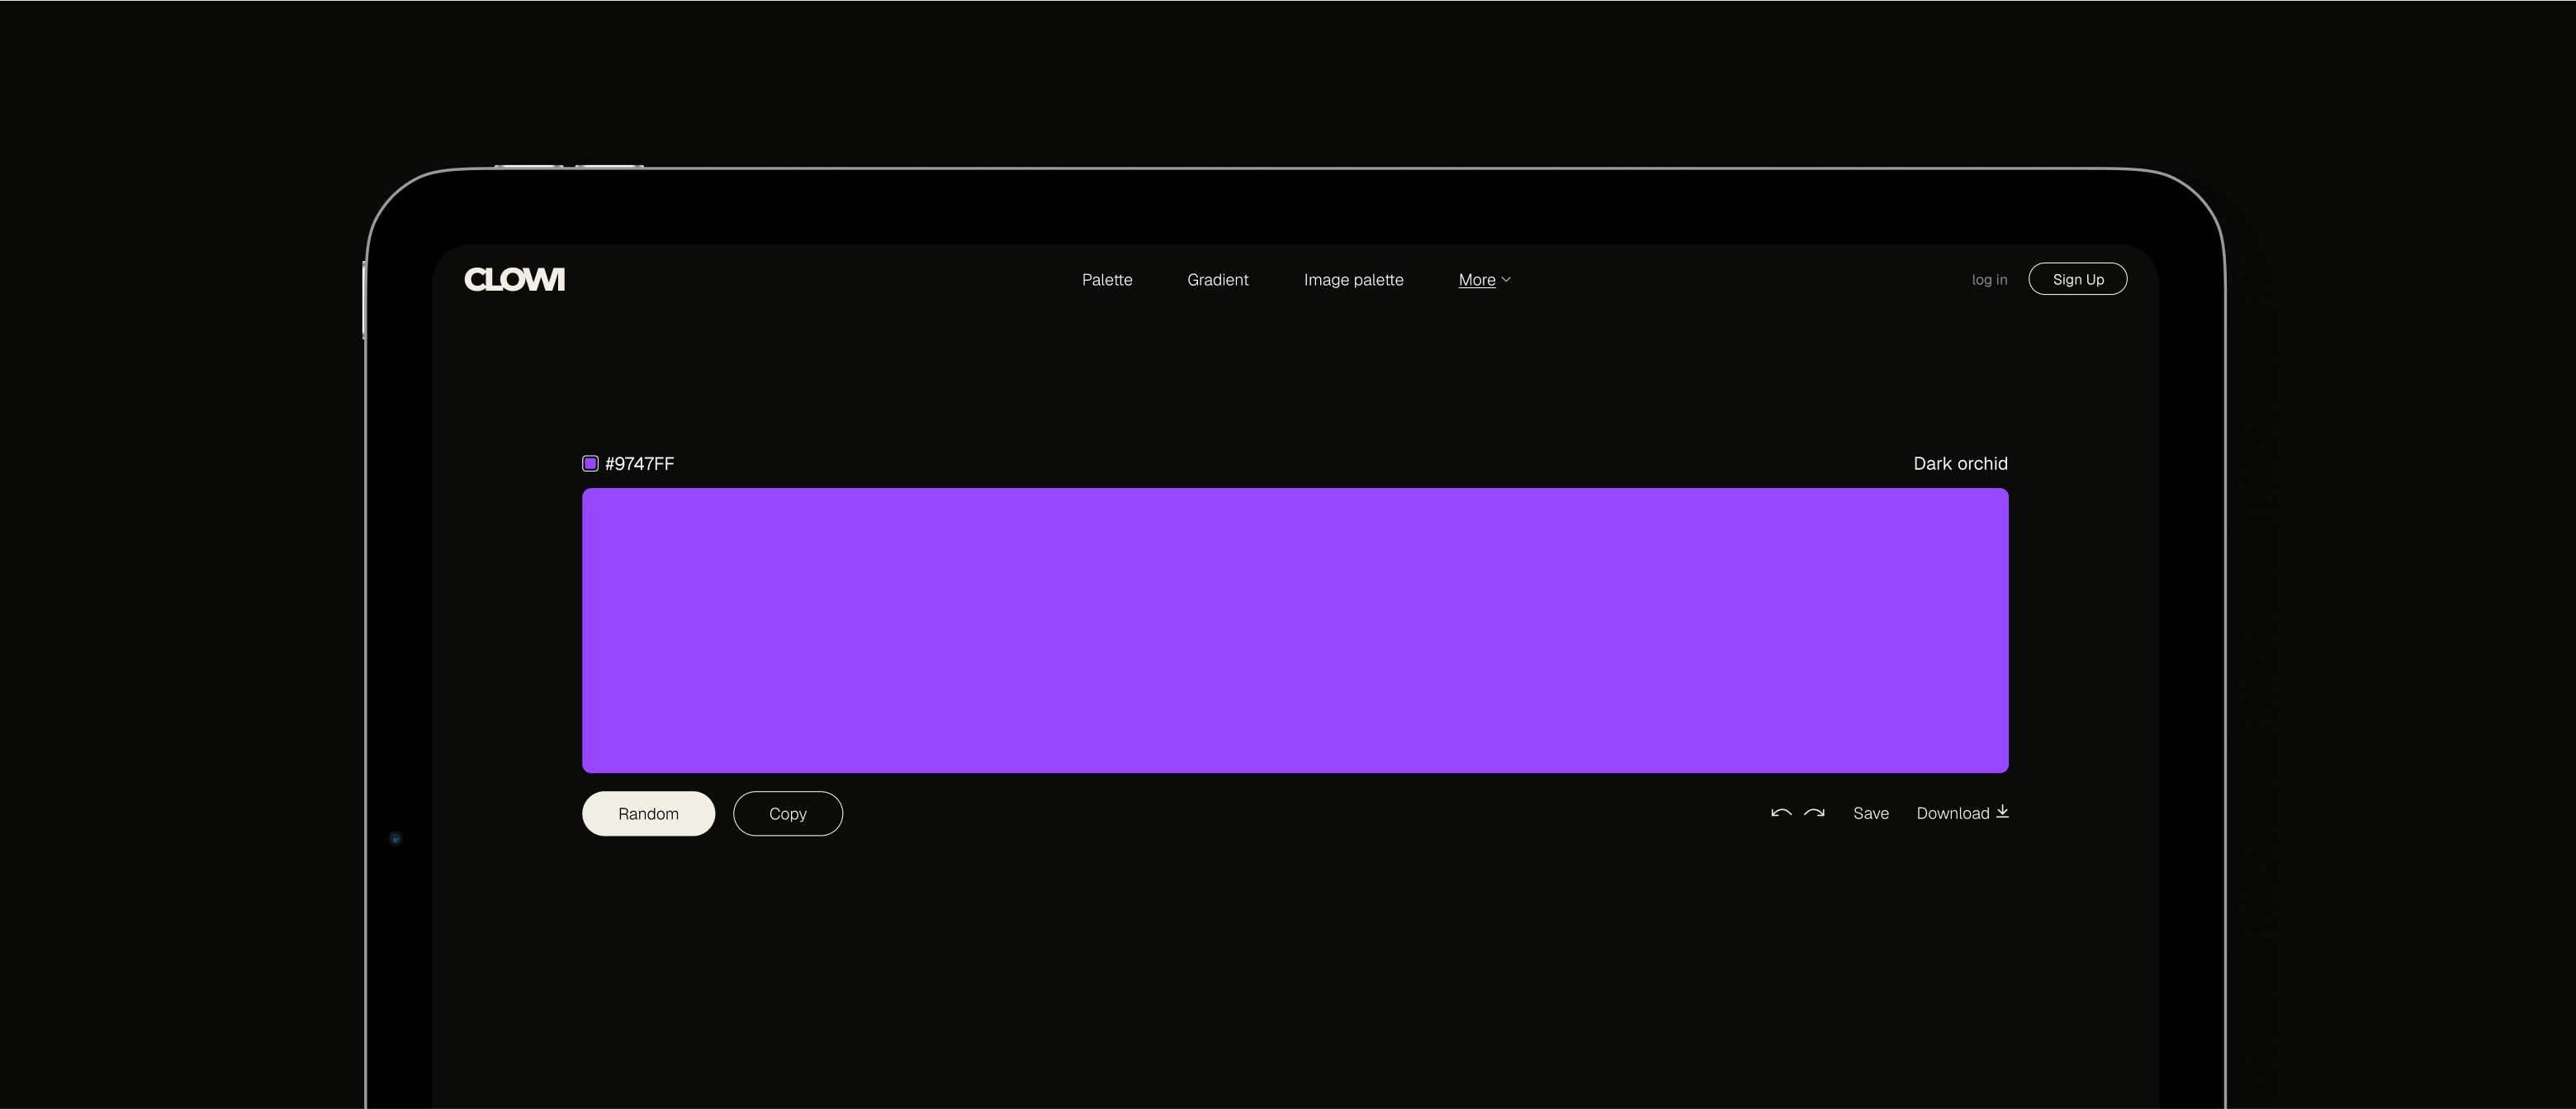 CLOWI
Palette Gradient Image palette More
log in Sign Up
#9747FF Dark orchid
Random Copy Save Download